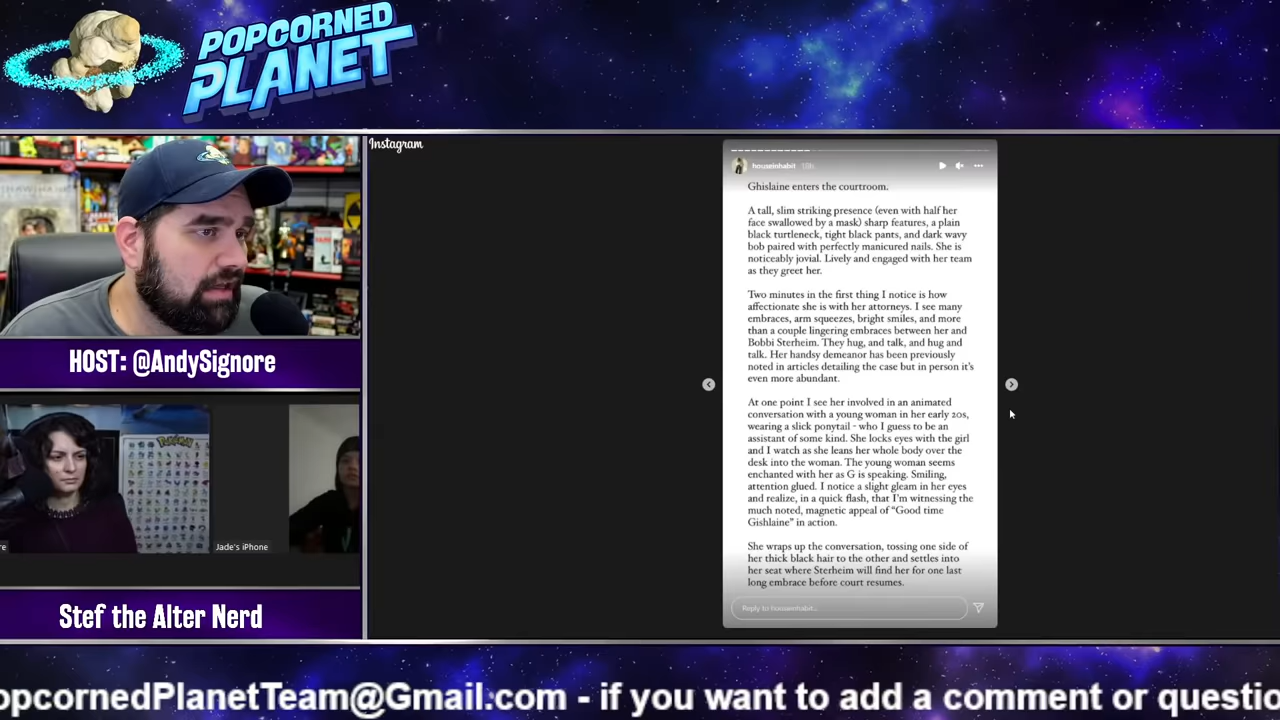 POPCORNED
PLANET
Instagram
houseinhabit
Ghislaine enters the courtroom.
A tall, slim striking presence (even with half her
face swallowed by a mask) sharp features, a plain
black turtleneck, tight black pants, and dark wavy
bob paired with perfectly manicured nails. She is
noticeably jovial. Lively and engaged with her team
as they greet her.
Two minutes in the first thing I notice is how
affectionate she is with her attorneys. I see many
embraces, arm squeezes, bright smiles, and more
than a couple lingering embraces between her and
Bobbi Sterheim. They hug, and talk, and hug and
talk. Her handsy demeanor has been previously
noted in articles detailing the case but in person it's
even more abundant.
At one point I see her involved in an animated
conversation with a young woman in her early 20s,
wearing a slick ponytail - who I guess to be an
assistant of some kind. She locks eyes with the girl
and I watch as she leans her whole body over the
desk into the woman. The young woman seems
enchanted with her as G is speaking. Smiling,
attention glued. I notice a slight gleam in her eyes
and realize, in a quick flash, that I'm witnessing the
much noted, magnetic appeal of "Good time
Gishlaine" in action.
She wraps up the conversation, tossing one side of
her thick black hair to the other and settles into
her seat where Sterheim will find her for one last
long embrace before court resumes.
Reply to houseinhabit...
HOST: @AndySignore
Pokémon
re
Jade's iPhone
Stef the Alter Nerd
opcornedPlanetTeam@Gmail.com - if you want to add a comment or questio